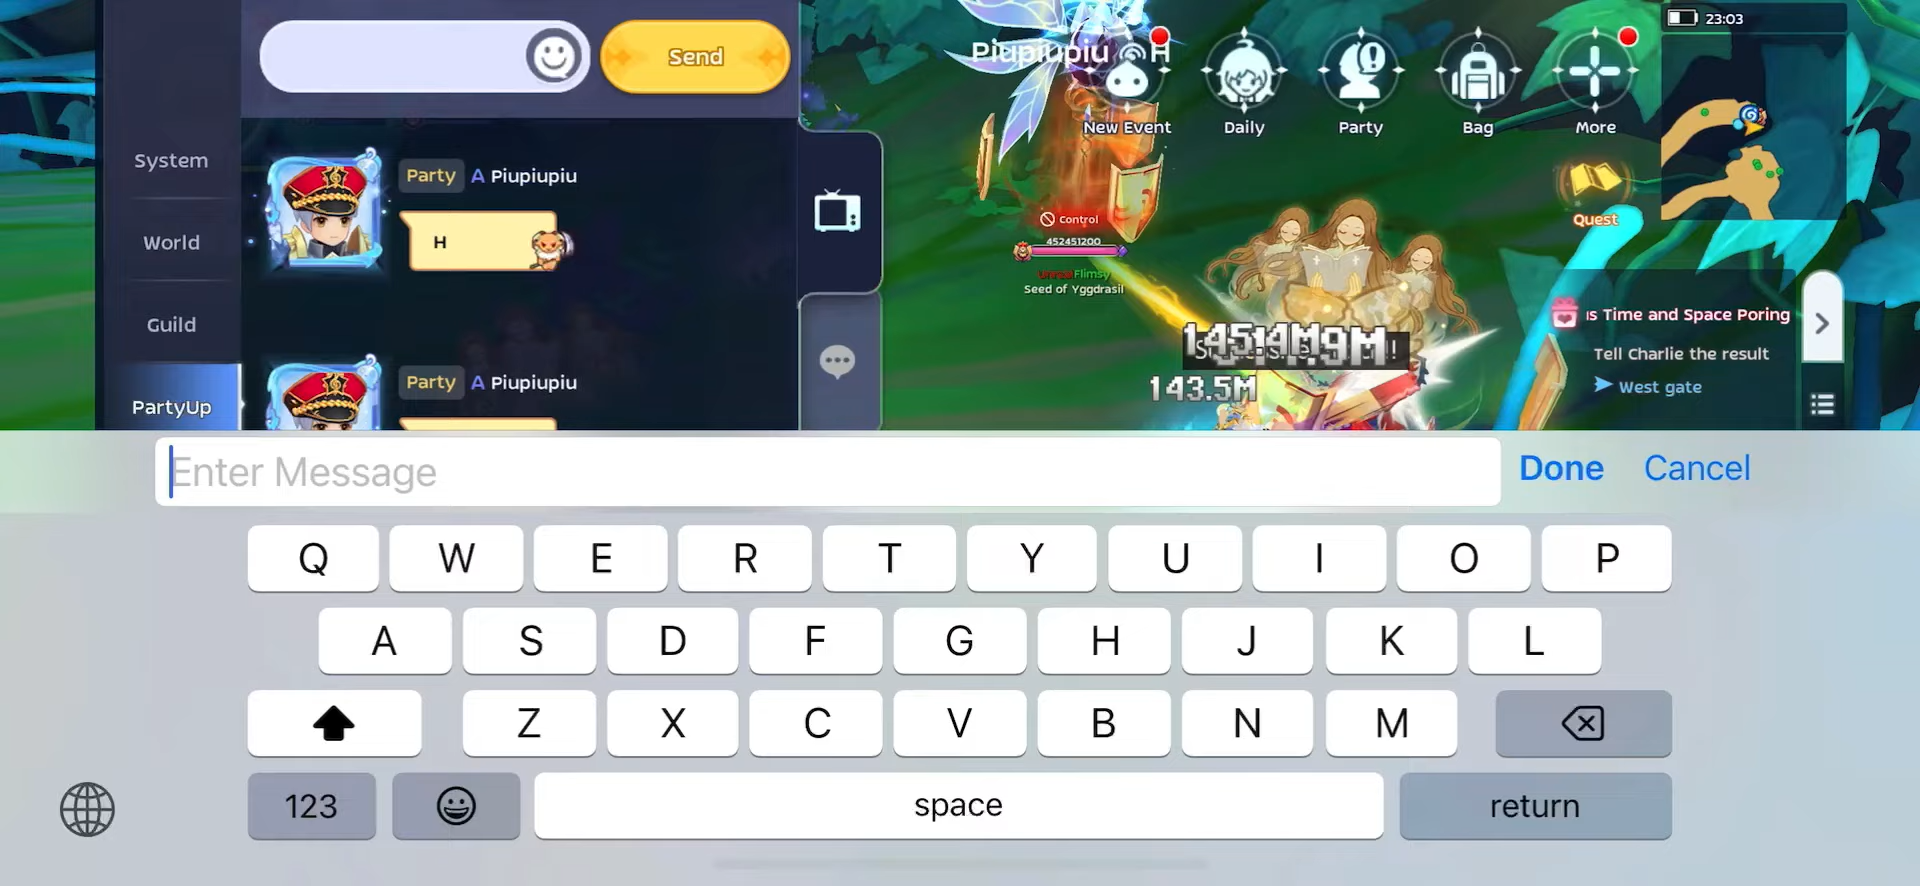 Send
System
World
Guild
PartyUp
Party A Piupiupiu
H
Party A Piupiupiu
Piupiupiu
H
New Event
Daily
Party
Bag
More
23:03
Quest
Control
452451200
Unreal Flimsy
Seed of Yggdrasil
143.5M
is Time and Space Poring
Tell Charlie the result
West gate
Enter Message
Done
Cancel
Q W E R T Y U I O P
A S D F G H J K L
Z X C V B N M
123
space
return